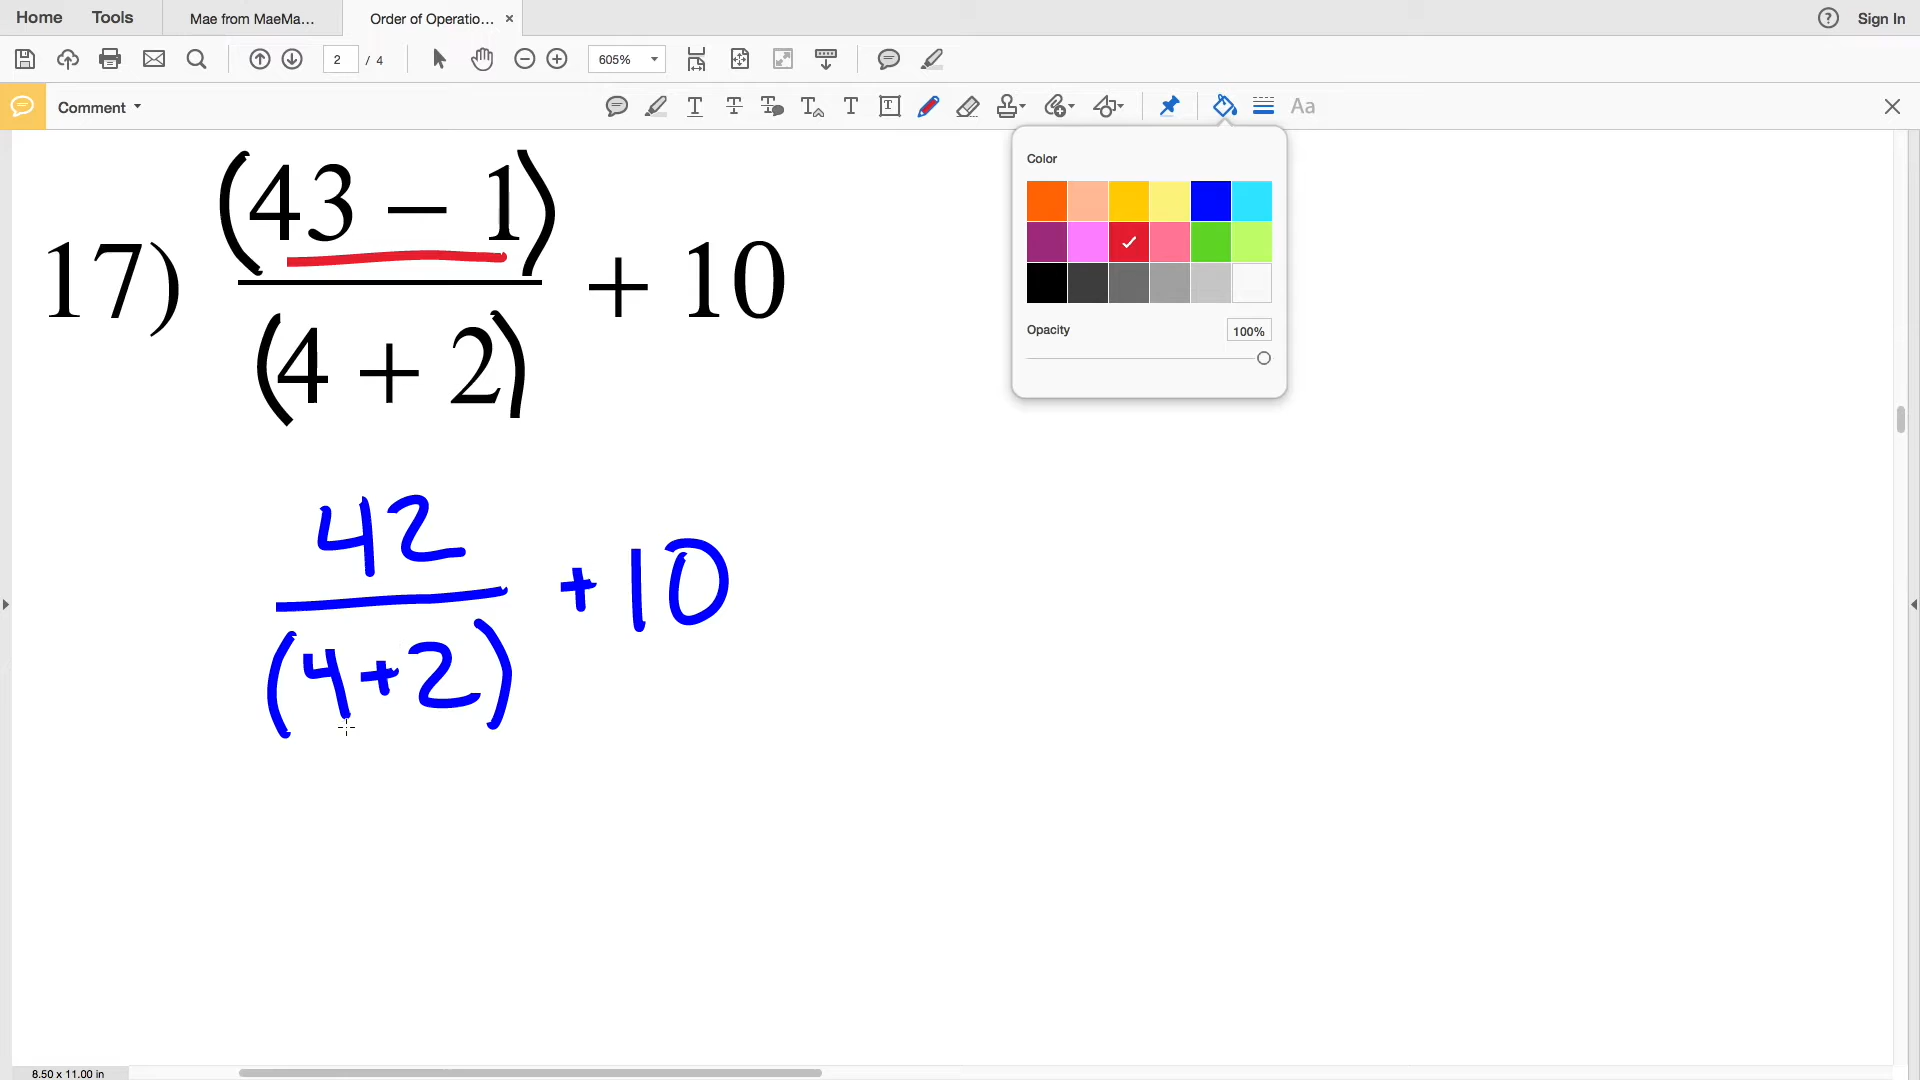 Home Tools Mae from MaeMa... Order of Operatio... × ? Sign In
2 / 4 605%
Comment T T T T T T Aa
Color
Opacity 100%
17) (43 − 1)
+ 10
(4 + 2)
42
+10
(4+2)
8.50 x 11.00 in